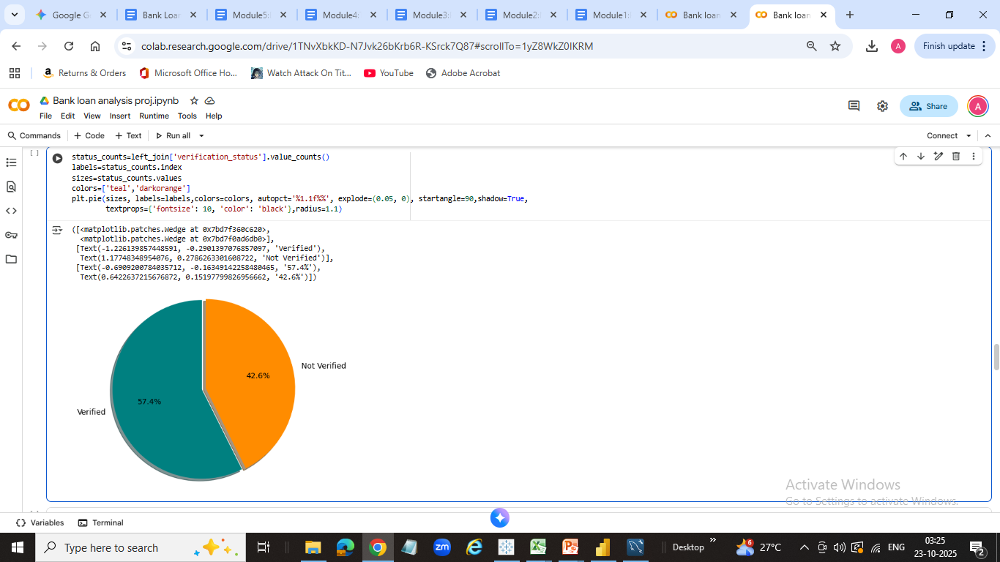 Google G
Bank Loan
Module5:
Module4:
Module3:
Module2:
Module1:
Bank loan
Bank loan
colab.research.google.com/drive/1TNvXbkKD-N7Jvk26bKrb6R-KSrck7Q87#scrollTo=1yZ8WkZ0IKRM
A
Finish update
Returns & Orders
Microsoft Office Ho...
Watch Attack On Tit...
YouTube
Adobe Acrobat
Bank loan analysis proj.ipynb
File Edit View Insert Runtime Tools Help
Share
A
Commands + Code + Text Run all
Connect
[ ]
status_counts=left_join['verification_status'].value_counts()
labels=status_counts.index
sizes=status_counts.values
colors=['teal','darkorange']
plt.pie(sizes, labels=labels,colors=colors, autopct='%1.1f%%', explode=(0.05, 0), startangle=90,shadow=True,
textprops={'fontsize': 10, 'color': 'black'},radius=1.1)
([<matplotlib.patches.Wedge at 0x7bd7f360c620>,
<matplotlib.patches.Wedge at 0x7bd7f0ad6db0>],
[Text(-1.226139857448591, -0.2901397076857097, 'Verified'),
Text(1.17748348954076, 0.2786263301608722, 'Not Verified')],
[Text(-0.6909200784035712, -0.16349142258480465, '57.4%'),
Text(0.6422637215676872, 0.15197799826956662, '42.6%')])
Not Verified
42.6%
57.4%
Verified
Activate Windows
Go to Settings to activate Windows.
Variables
Terminal
Type here to search
zm
Desktop
6
27°C
ENG
03:25
23-10-2025
2